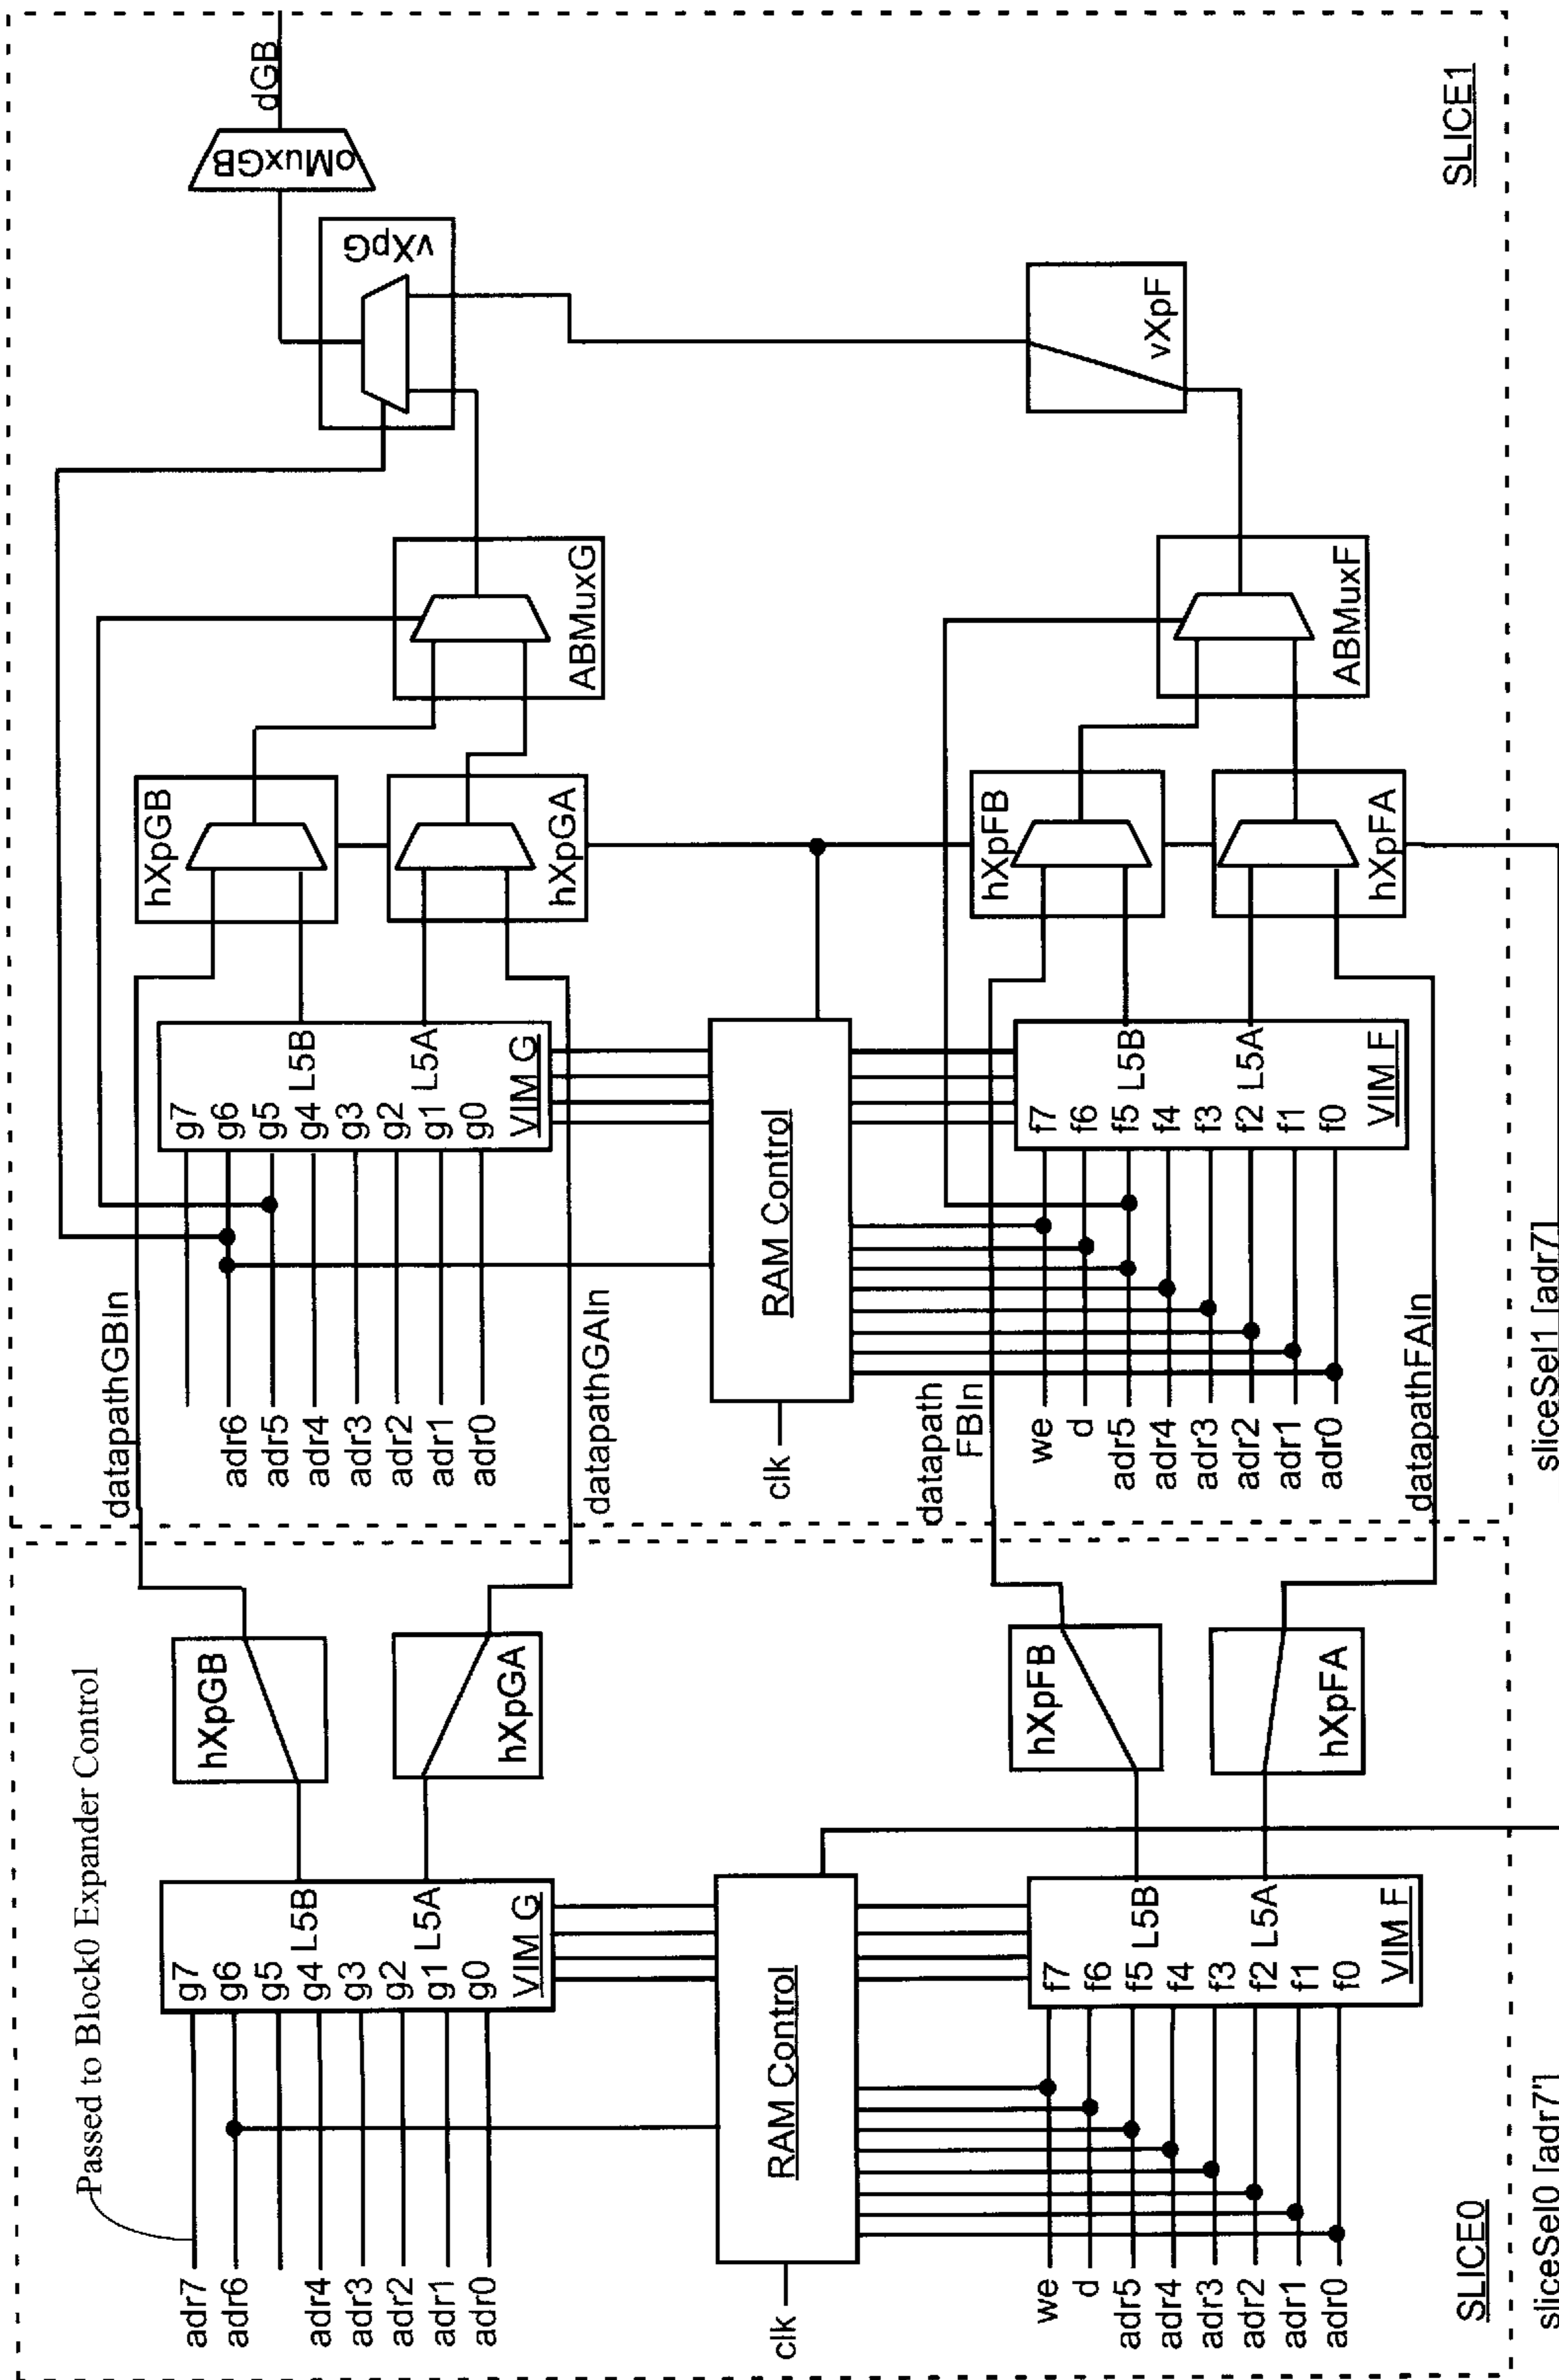 Passed to Block0 Expander Control
adr7
adr6
adr4
adr3
adr2
adr1
adr0
g7
g6
g5
g4
g3
g2
g1
g0
L5B
L5A
VIM G
hXpGB
hXpGA
clk
RAM Control
we
d
adr5
adr4
adr3
adr2
adr1
adr0
f7
f6
f5
f4
f3
f2
f1
f0
L5B
L5A
VIM F
hXpFB
hXpFA
SLICE0
sliceSel0 [adr7']
datapathGBIn
adr6
adr5
adr4
adr3
adr2
adr1
adr0
g7
g6
g5
g4
g3
g2
g1
g0
L5B
L5A
VIM G
datapathGAIn
hXpGB
hXpGA
ABMuxG
vXpG
oMuxGB
dGB
clk
RAM Control
datapath
FBIn
we
d
adr5
adr4
adr3
adr2
adr1
adr0
f7
f6
f5
f4
f3
f2
f1
f0
L5B
L5A
VIM F
datapathFAIn
hXpFB
hXpFA
ABMuxF
vXpF
SLICE1
sliceSel1 [adr7]